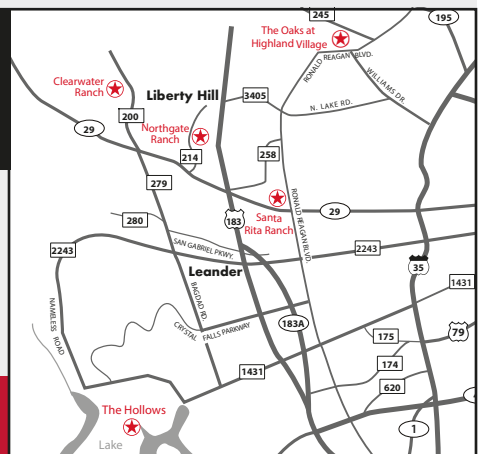 245
195
The Oaks at
Highland Village
RONALD REAGAN BLVD.
WILLIAMS DR.
Clearwater
Ranch
Liberty Hill
3405
N. LAKE RD.
200
29
Northgate
Ranch
214
258
279
RONALD REAGAN BLVD.
280
183
Santa
Rita Ranch
29
SAN GABRIEL PKWY.
2243
2243
Leander
35
1431
NAMELESS ROAD
BAGDAD RD.
CRYSTAL FALLS PARKWAY
183A
79
175
174
1431
620
The Hollows
1
Lake